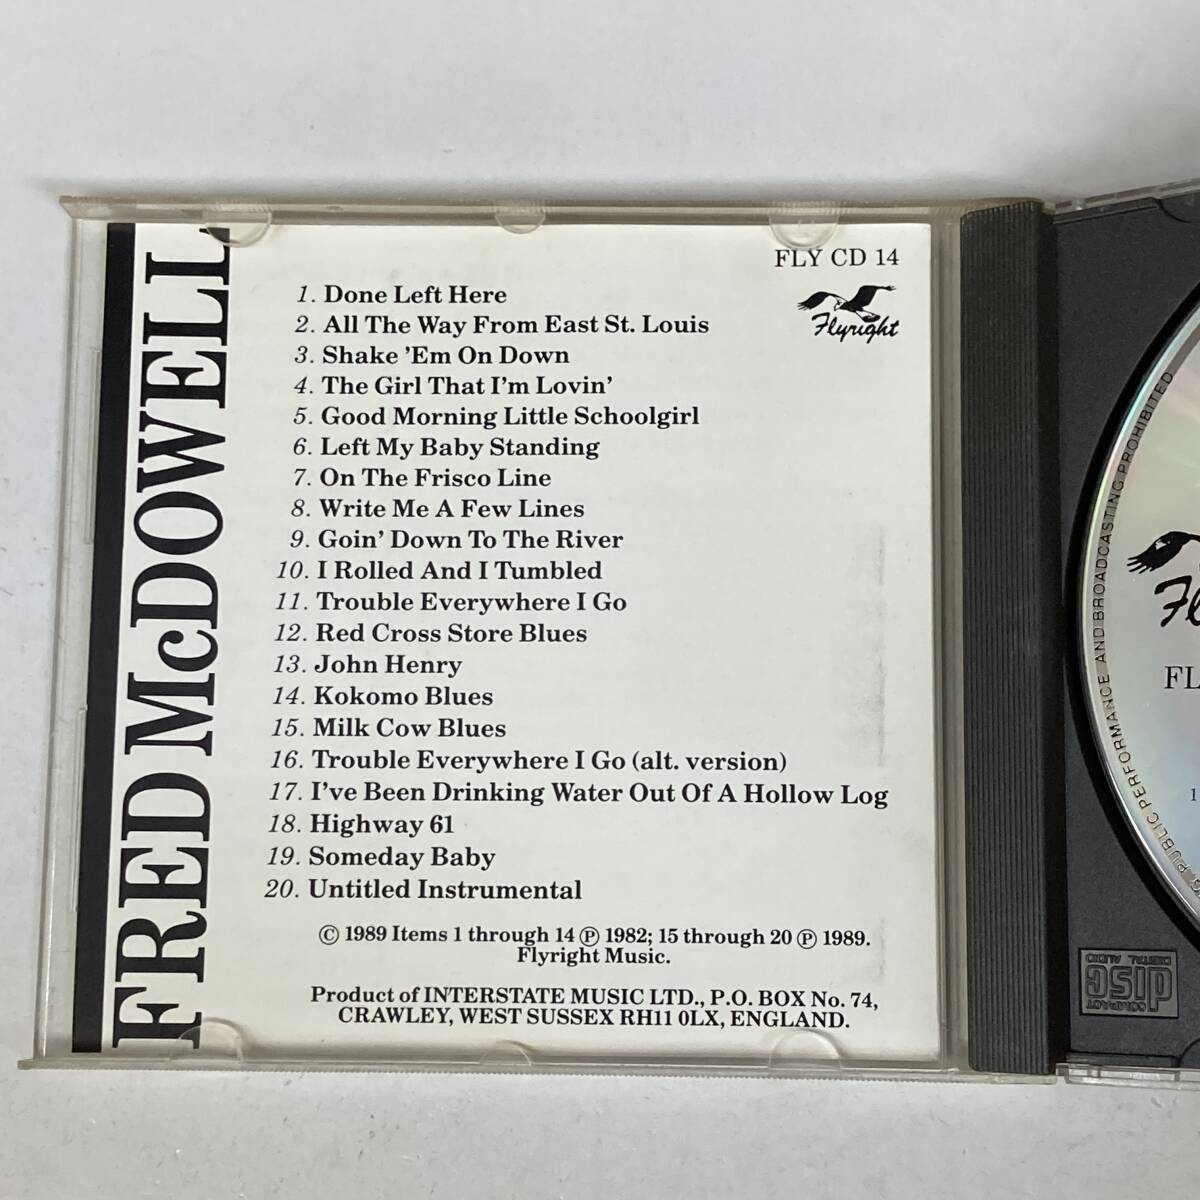 FRED McDOWELL
FLY CD 14
Flyright
1. Done Left Here
2. All The Way From East St. Louis
3. Shake ’Em On Down
4. The Girl That I’m Lovin’
5. Good Morning Little Schoolgirl
6. Left My Baby Standing
7. On The Frisco Line
8. Write Me A Few Lines
9. Goin’ Down To The River
10. I Rolled And I Tumbled
11. Trouble Everywhere I Go
12. Red Cross Store Blues
13. John Henry
14. Kokomo Blues
15. Milk Cow Blues
16. Trouble Everywhere I Go (alt. version)
17. I've Been Drinking Water Out Of A Hollow Log
18. Highway 61
19. Someday Baby
20. Untitled Instrumental
© 1989 Items 1 through 14 ℗ 1982; 15 through 20 ℗ 1989.
Flyright Music.
Product of INTERSTATE MUSIC LTD., P.O. BOX No. 74,
CRAWLEY, WEST SUSSEX RH11 0LX, ENGLAND.
PUBLIC PERFORMANCE AND BROADCASTING PROHIBITED
COMPACT
disc
DIGITAL AUDIO